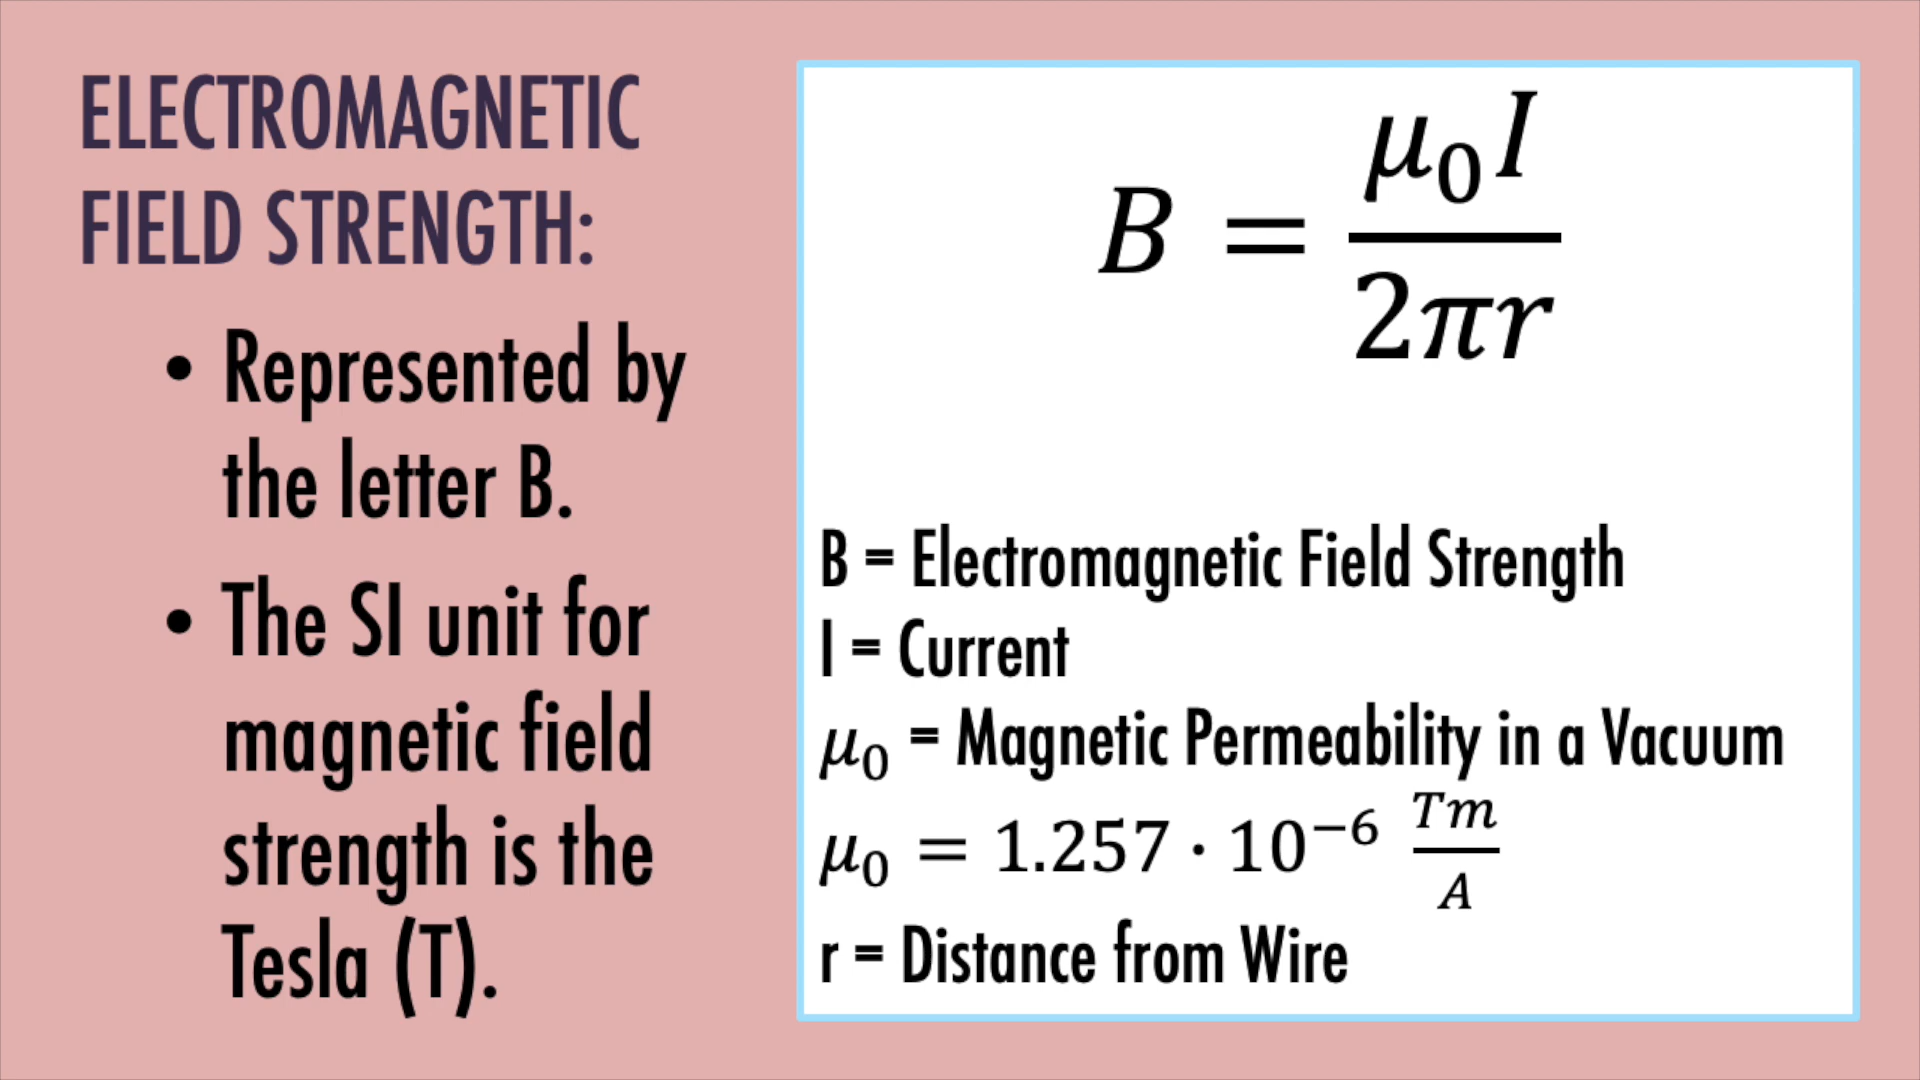 ELECTROMAGNETIC
FIELD STRENGTH:
• Represented by
the letter B.
• The SI unit for
magnetic field
strength is the
Tesla (T).
B = μ₀I / 2πr
B = Electromagnetic Field Strength
I = Current
μ₀ = Magnetic Permeability in a Vacuum
μ₀ = 1.257 · 10⁻⁶ Tm / A
r = Distance from Wire